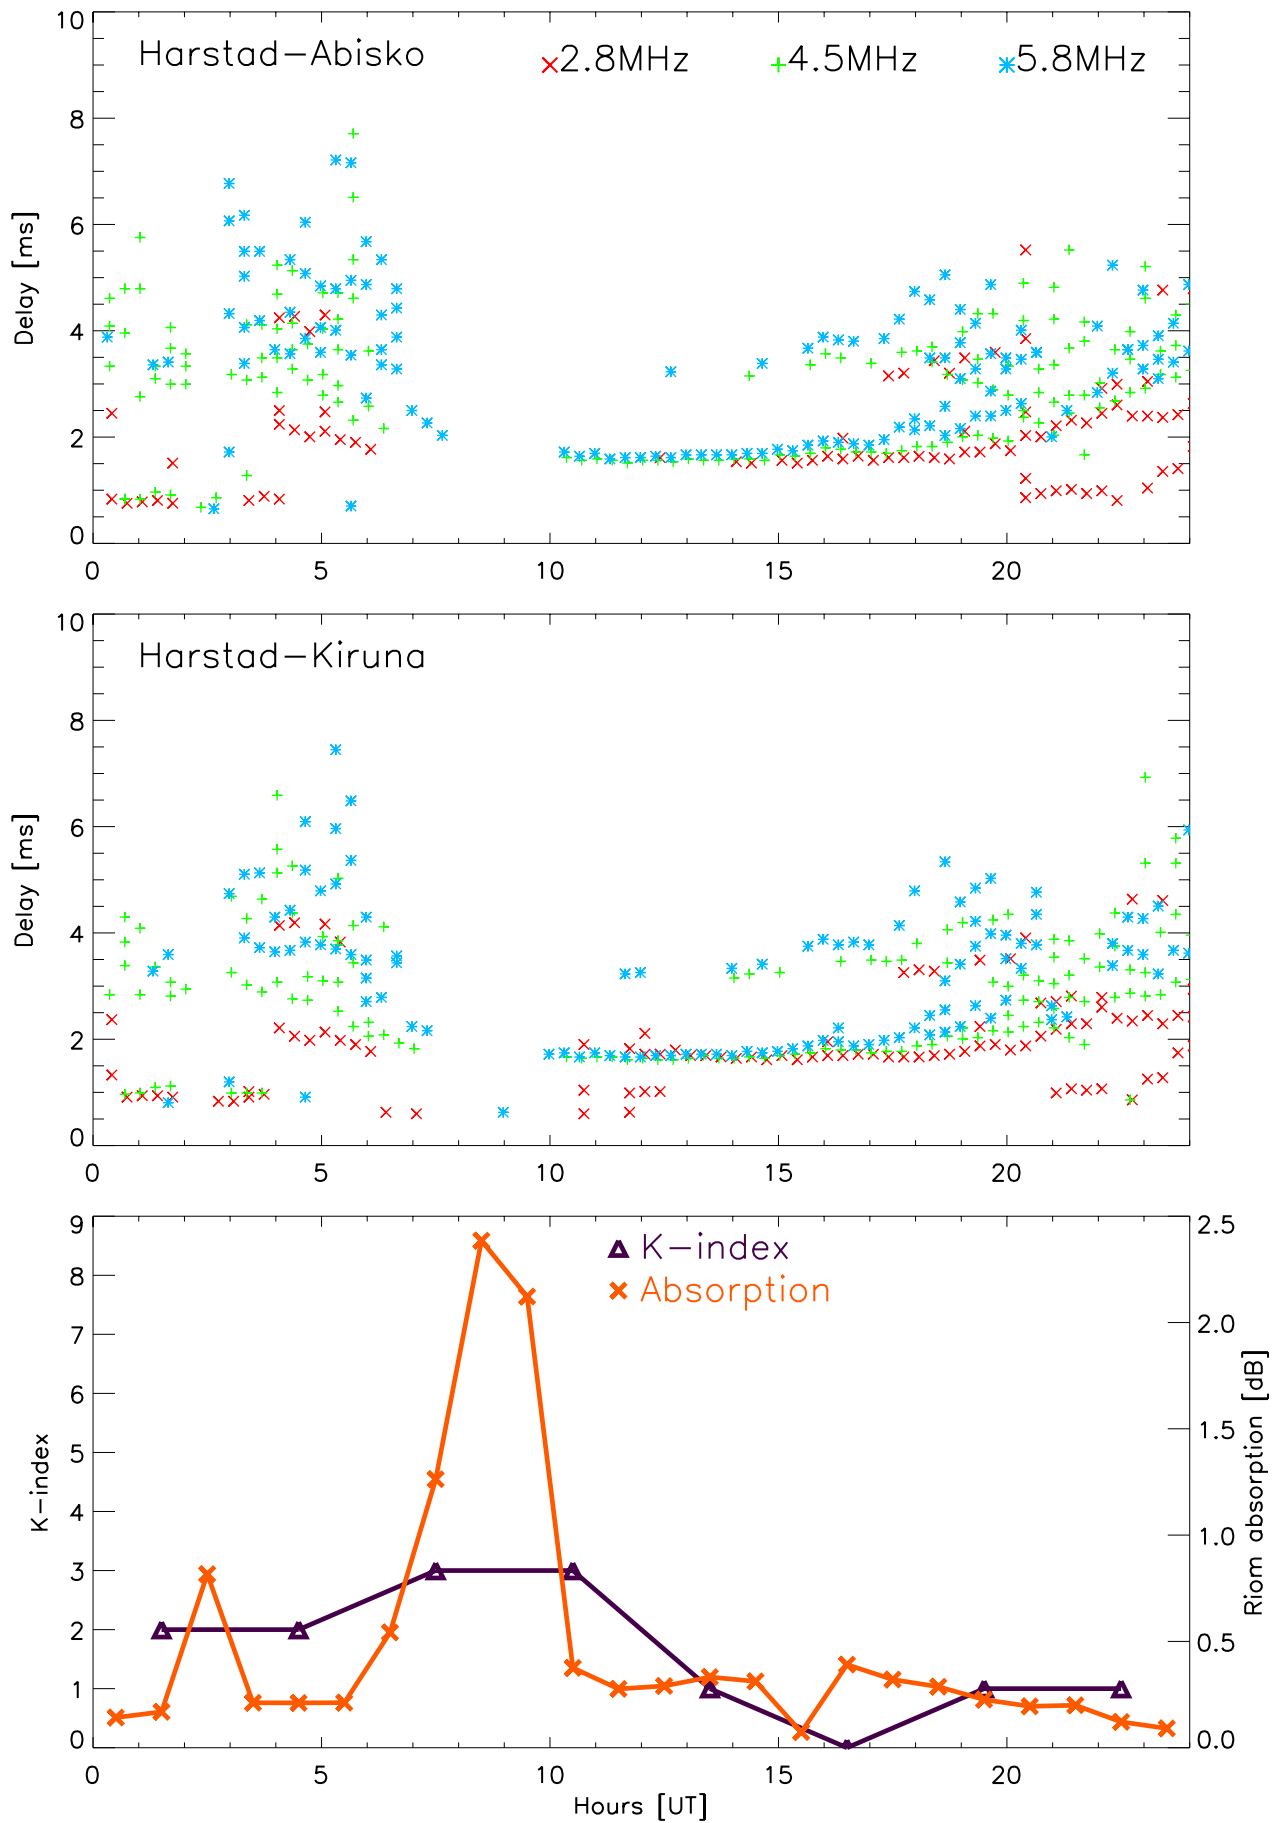 Harstad-Abisko 2.8MHz 4.5MHz 5.8MHz
10
8
6
4
2
0
Delay [ms]
0 5 10 15 20
Harstad-Kiruna
10
8
6
4
2
0
Delay [ms]
0 5 10 15 20
K-index
Absorption
9
8
7
6
5
4
3
2
1
0
K-index
2.5
2.0
1.5
1.0
0.5
0.0
Riom absorption [dB]
0 5 10 15 20
Hours [UT]